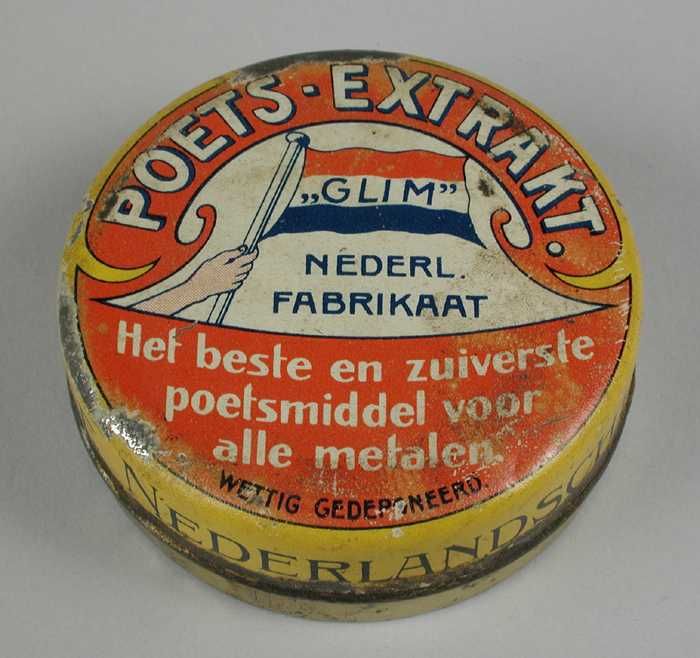 POETS-EXTRAKT.
„GLIM”
NEDERL.
FABRIKAAT
Het beste en zuiverste
poetsmiddel voor
alle metalen.
WETTIG GEDEPONEERD.
NEDERLANDSCH